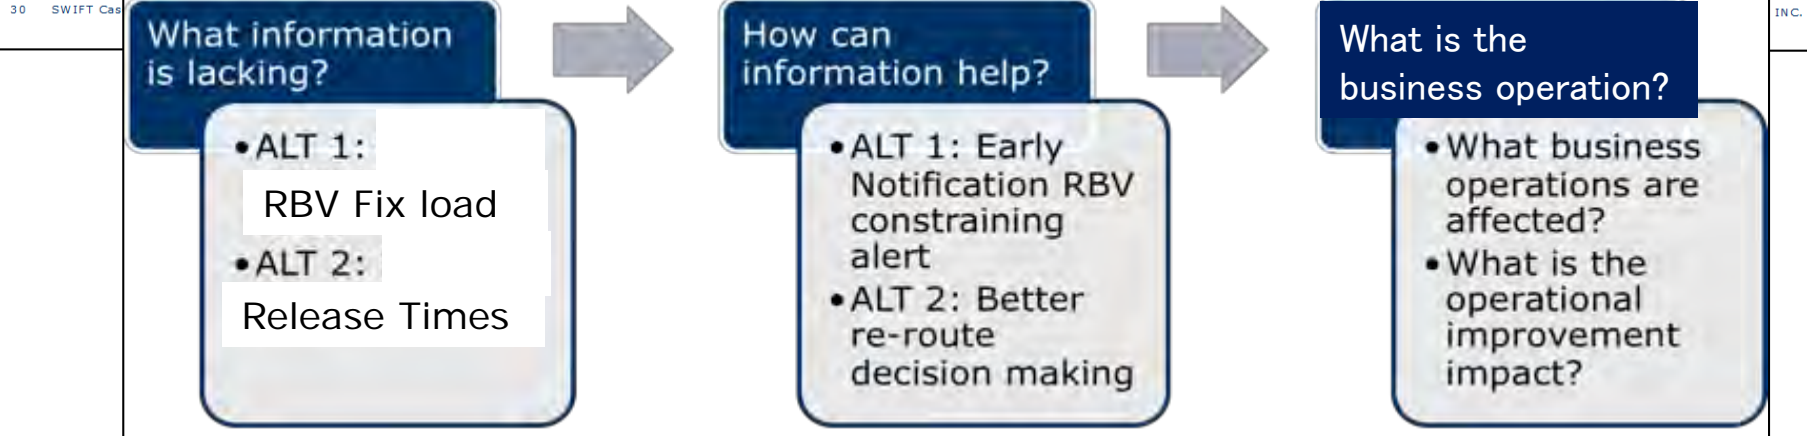 30 SWIFT Cas
INC.
What information
is lacking?
•ALT 1:
RBV Fix load
•ALT 2:
Release Times
How can
information help?
•ALT 1: Early
Notification RBV
constraining
alert
•ALT 2: Better
re-route
decision making
What is the
business operation?
•What business
operations are
affected?
•What is the
operational
improvement
impact?